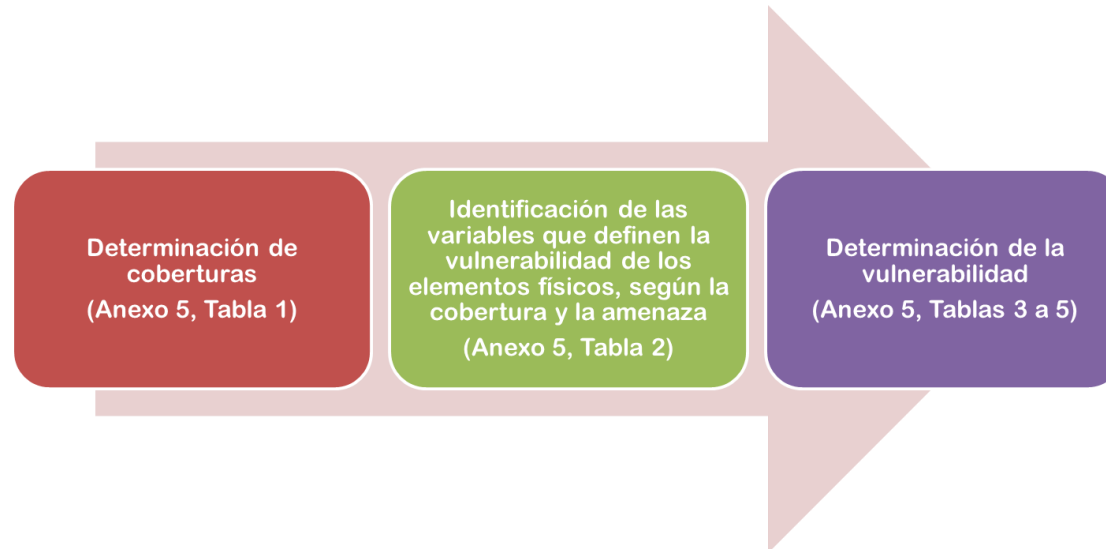 Determinación de
coberturas
(Anexo 5, Tabla 1)
Identificación de las
variables que definen la
vulnerabilidad de los
elementos físicos, según la
cobertura y la amenaza
(Anexo 5, Tabla 2)
Determinación de la
vulnerabilidad
(Anexo 5, Tablas 3 a 5)